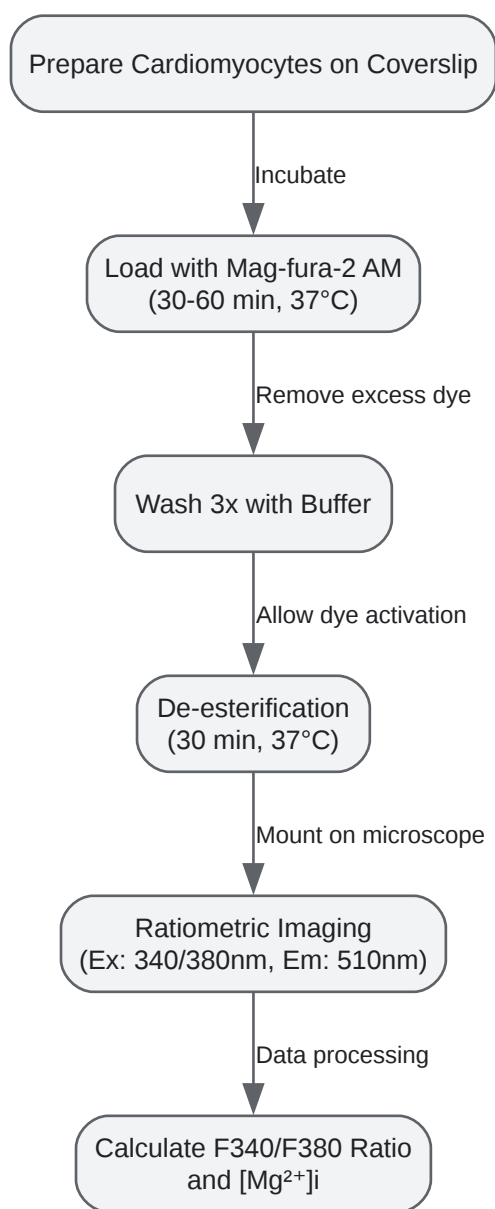 Prepare Cardiomyocytes on Coverslip
Incubate
Load with Mag-fura-2 AM
(30-60 min, 37°C)
Remove excess dye
Wash 3x with Buffer
Allow dye activation
De-esterification
(30 min, 37°C)
Mount on microscope
Ratiometric Imaging
(Ex: 340/380nm, Em: 510nm)
Data processing
Calculate F340/F380 Ratio
and [Mg²⁺]i